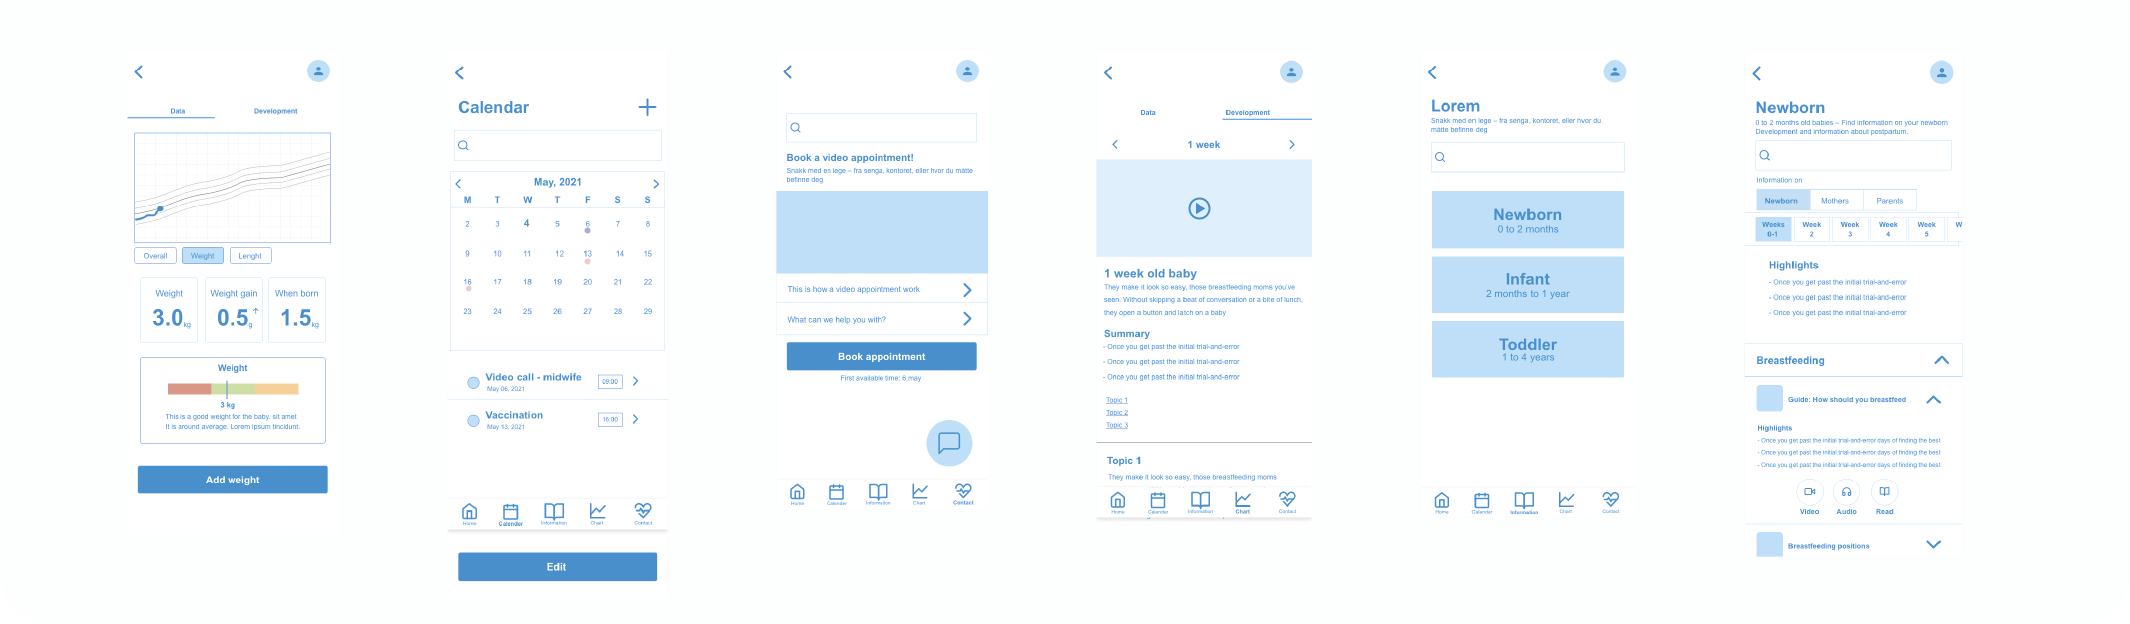 Data Development
Overall Weight Lenght
Weight
3.0 kg
Weight gain
0.5 g
When born
1.5 kg
Weight
3 kg
This is a good weight for the baby. sit amet
It is around average. Lorem ipsum tincidunt.
Add weight
Calendar
May, 2021
M T W T F S S
2 3 4 5 6 7 8
9 10 11 12 13 14 15
16 17 18 19 20 21 22
23 24 25 26 27 28 29
Video call - midwife
May 06, 2021
09:00
Vaccination
May 13, 2021
16:00
Home Calender Information Chart Contact
Edit
Book a video appointment!
Snakk med en lege – fra senga, kontoret, eller hvor du måtte
befinne deg
This is how a video appointment work
What can we help you with?
Book appointment
First available time: 6.may
Home Calender Information Chart Contact
Data Development
1 week
1 week old baby
They make it look so easy, those breastfeeding moms you've
seen. Without skipping a beat of conversation or a bite of lunch,
they open a button and latch on a baby
Summary
- Once you get past the initial trial-and-error
- Once you get past the initial trial-and-error
- Once you get past the initial trial-and-error
Topic 1
Topic 2
Topic 3
Topic 1
They make it look so easy, those breastfeeding moms
Home Calender Information Chart Contact
Lorem
Snakk med en lege – fra senga, kontoret, eller hvor du
måtte befinne deg
Newborn
0 to 2 months
Infant
2 months to 1 year
Toddler
1 to 4 years
Home Calender Information Chart Contact
Newborn
0 to 2 months old babies – Find information on your newborn
Development and information about postpartum.
Information on
Newborn Mothers Parents
Weeks Week Week Week Week W
0-1 2 3 4 5
Highlights
- Once you get past the initial trial-and-error
- Once you get past the initial trial-and-error
- Once you get past the initial trial-and-error
Breastfeeding
Guide: How should you breastfeed
Highlights
- Once you get past the initial trial-and-error days of finding the best
- Once you get past the initial trial-and-error days of finding the best
- Once you get past the initial trial-and-error days of finding the best
Video Audio Read
Breastfeeding positions